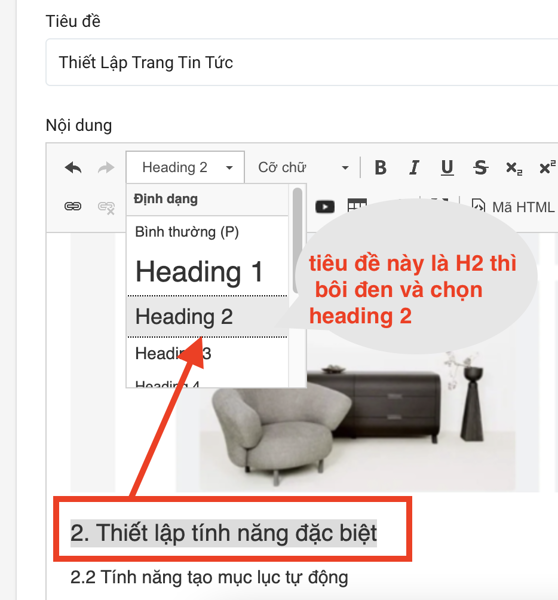 Tiêu đề
Thiết Lập Trang Tin Tức
Nội dung
Heading 2 Cỡ chữ B I U S x₂ x²
Định dạng Mã HTML
Bình thường (P)
Heading 1
Heading 2
Heading 3
Heading 4
tiêu đề này là H2 thì
bôi đen và chọn
heading 2
2. Thiết lập tính năng đặc biệt
2.2 Tính năng tạo mục lục tự động